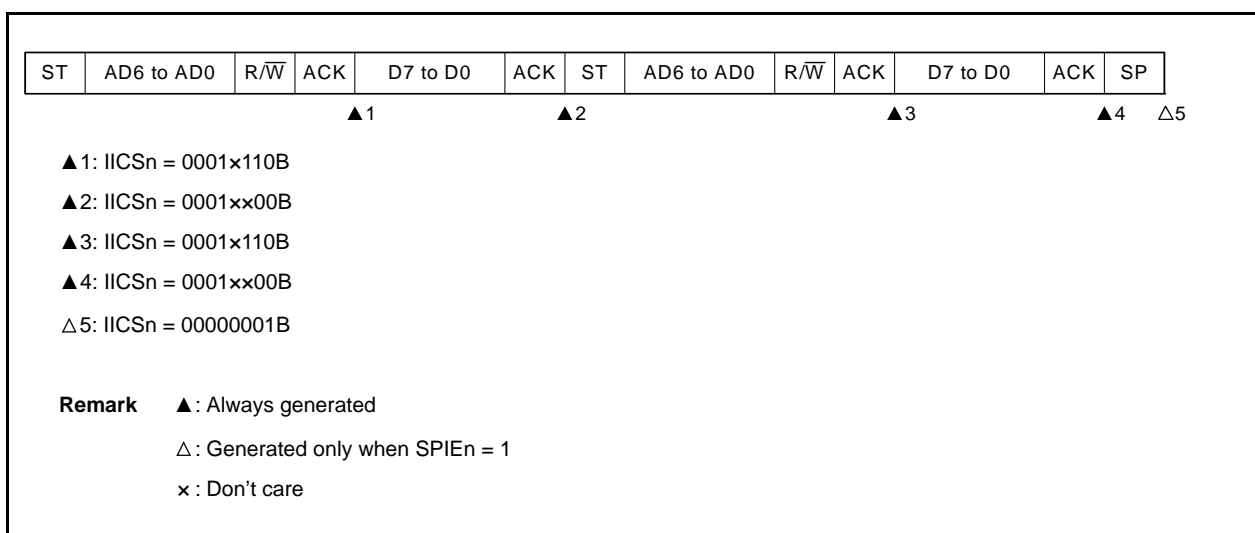 ST AD6 to AD0 R/W̅ ACK D7 to D0 ACK ST AD6 to AD0 R/W̅ ACK D7 to D0 ACK SP
▲1 ▲2 ▲3 ▲4 △5
▲1: IICSn = 0001×110B
▲2: IICSn = 0001××00B
▲3: IICSn = 0001×110B
▲4: IICSn = 0001××00B
△5: IICSn = 00000001B
Remark ▲: Always generated
△: Generated only when SPIEn = 1
×: Don't care